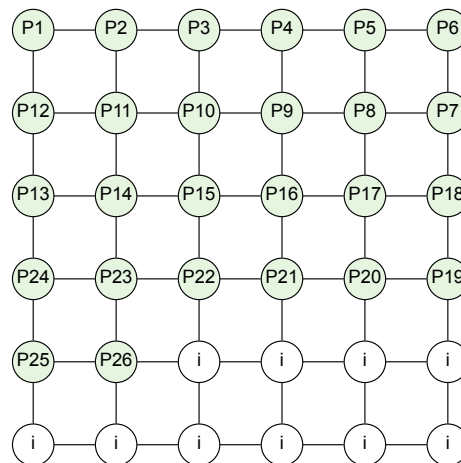 P1 P2 P3 P4 P5 P6
P12 P11 P10 P9 P8 P7
P13 P14 P15 P16 P17 P18
P24 P23 P22 P21 P20 P19
P25 P26 i i i i
i i i i i i